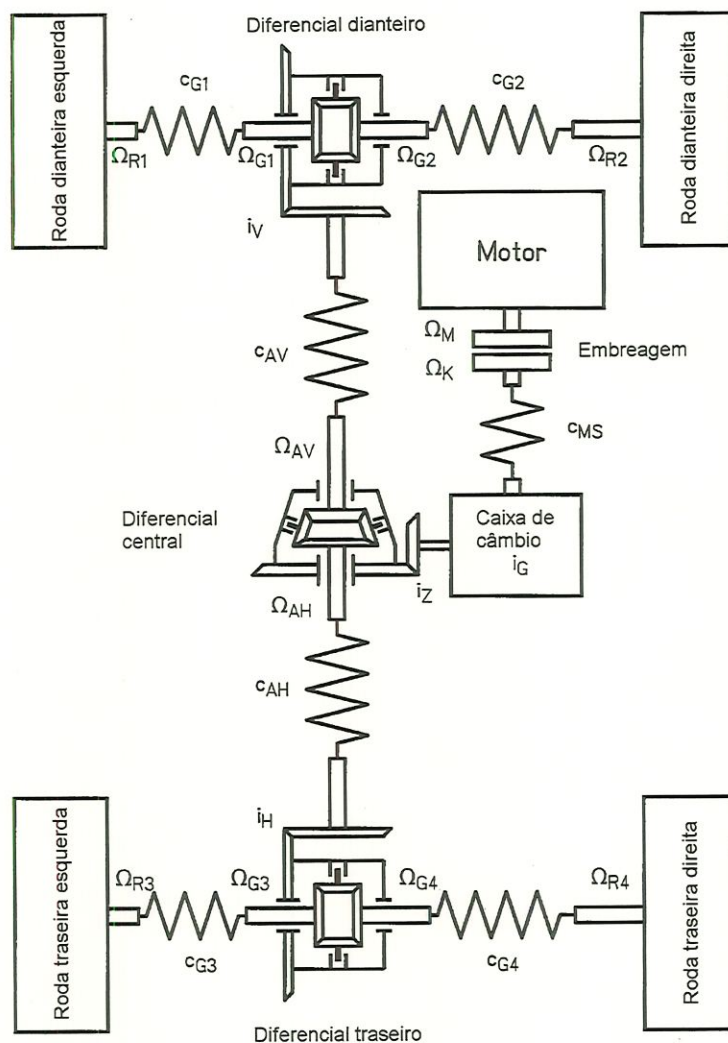 Diferencial dianteiro
Roda dianteira esquerda
Roda dianteira direita
cG1
cG2
ΩR1
ΩG1
ΩG2
ΩR2
iV
Motor
cAV
ΩM
ΩK
Embreagem
cMS
ΩAV
Diferencial
central
Caixa de
câmbio
iG
ΩAH
iZ
cAH
iH
Roda traseira esquerda
Roda traseira direita
ΩR3
ΩG3
ΩG4
ΩR4
cG3
cG4
Diferencial traseiro